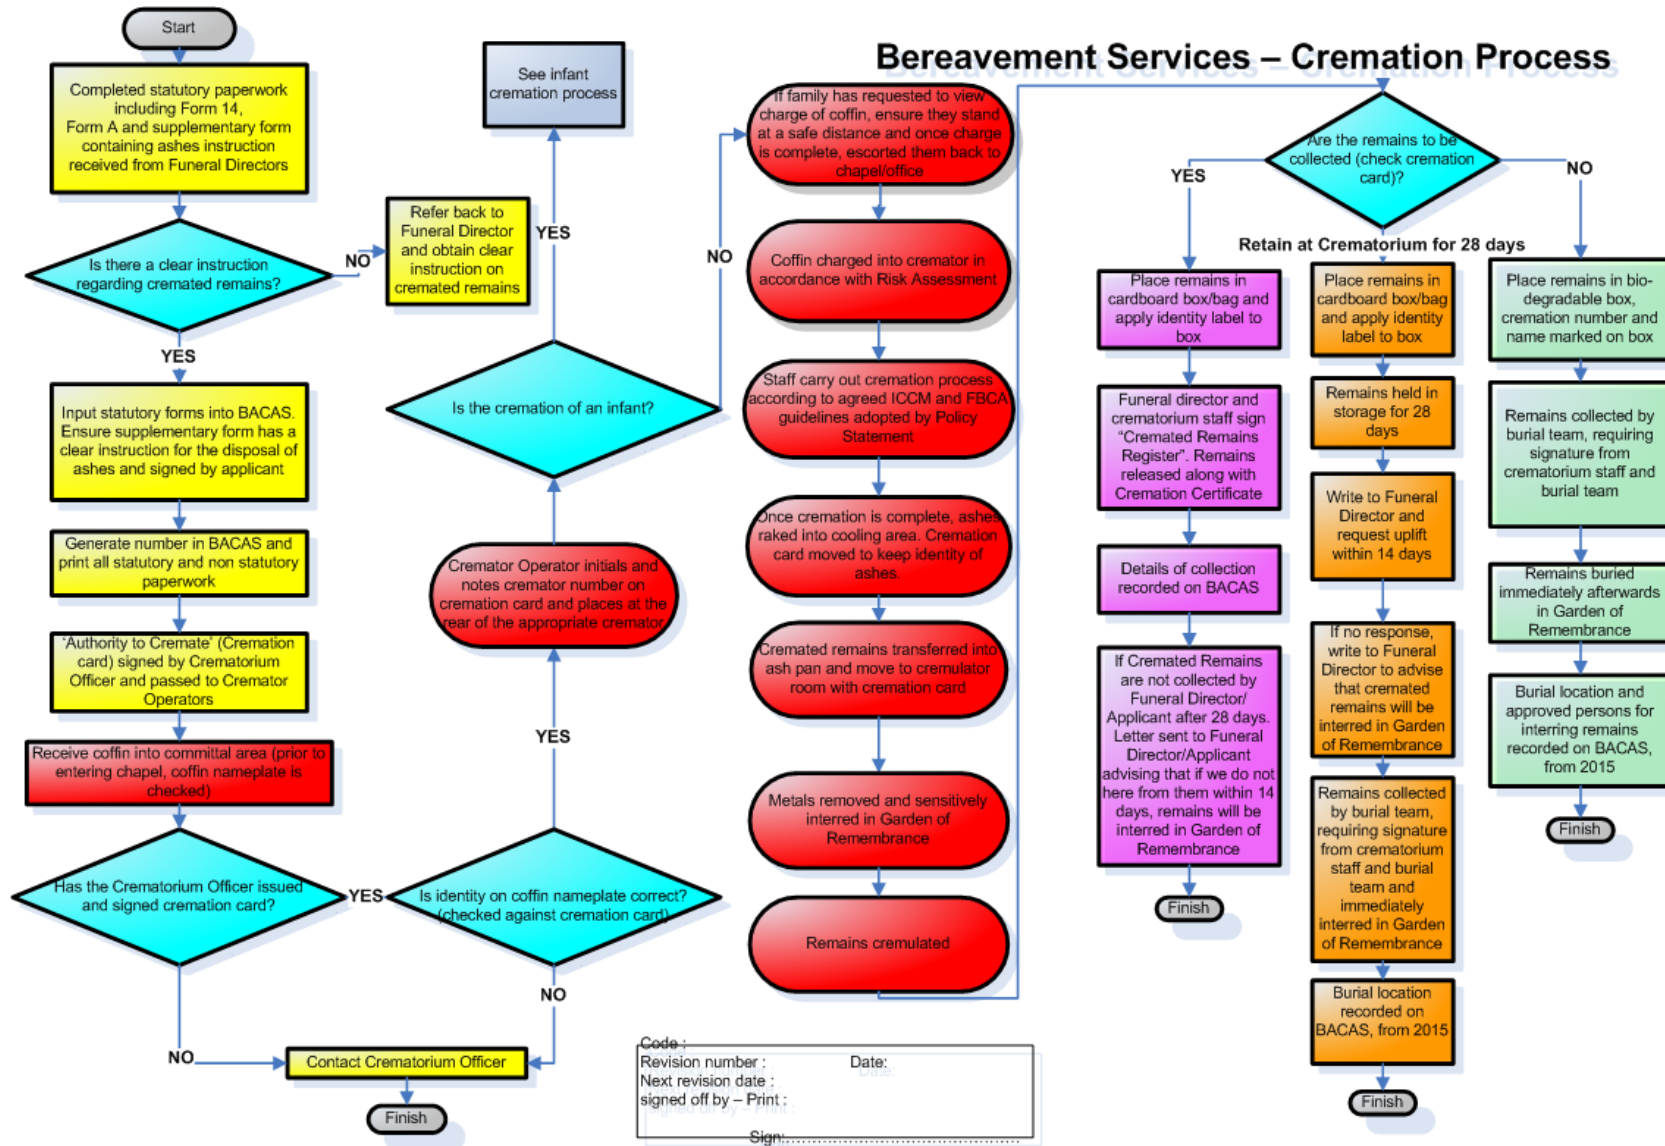 Bereavement Services – Cremation Process
Start
Completed statutory paperwork
including Form 14,
Form A and supplementary form
containing ashes instruction
received from Funeral Directors
Is there a clear instruction
regarding cremated remains?
NO
Refer back to
Funeral Director
and obtain clear
instruction on
cremated remains
YES
Input statutory forms into BACAS.
Ensure supplementary form has a
clear instruction for the disposal of
ashes and signed by applicant
Generate number in BACAS and
print all statutory and non statutory
paperwork
'Authority to Cremate' (Cremation
card) signed by Crematorium
Officer and passed to Cremator
Operators
Receive coffin into committal area (prior to
entering chapel, coffin nameplate is
checked)
Has the Crematorium Officer issued
and signed cremation card?
YES
NO
Is identity on coffin nameplate correct?
(checked against cremation card)
NO
Contact Crematorium Officer
Finish
YES
Cremator Operator initials and
notes cremator number on
cremation card and places at the
rear of the appropriate cremator
Is the cremation of an infant?
YES
See infant
cremation process
NO
If family has requested to view
charge of coffin, ensure they stand
at a safe distance and once charge
is complete, escorted them back to
chapel/office
Coffin charged into cremator in
accordance with Risk Assessment
Staff carry out cremation process
according to agreed ICCM and FBCA
guidelines adopted by Policy
Statement
Once cremation is complete, ashes
raked into cooling area. Cremation
card moved to keep identity of
ashes.
Cremated remains transferred into
ash pan and move to cremulator
room with cremation card
Metals removed and sensitively
interred in Garden of
Remembrance
Remains cremulated
Are the remains to be
collected (check cremation
card)?
YES
NO
Retain at Crematorium for 28 days
Place remains in
cardboard box/bag
and apply identity
label to
box
Funeral director and
crematorium staff sign
"Cremated Remains
Register". Remains
released along with
Cremation Certificate
Details of collection
recorded on BACAS
If Cremated Remains
are not collected by
Funeral Director/
Applicant after 28 days.
Letter sent to Funeral
Director/Applicant
advising that if we do not
here from them within 14
days, remains will be
interred in Garden of
Remembrance
Finish
Place remains in
cardboard box/bag
and apply identity
label to box
Remains held in
storage for 28
days
Write to Funeral
Director and
request uplift
within 14 days
If no response,
write to Funeral
Director to advise
that cremated
remains will be
interred in Garden
of Remembrance
Remains collected
by burial team,
requiring signature
from crematorium
staff and burial
team and
immediately
interred in Garden
of Remembrance
Burial location
recorded on
BACAS, from 2015
Finish
Place remains in bio-
degradable box,
cremation number and
name marked on box
Remains collected by
burial team, requiring
signature from
crematorium staff and
burial team
Remains buried
immediately afterwards
in Garden of
Remembrance
Burial location and
approved persons for
interring remains
recorded on BACAS,
from 2015
Finish
Code :
Revision number : Date:
Next revision date :
signed off by – Print :
Sign:..............................................